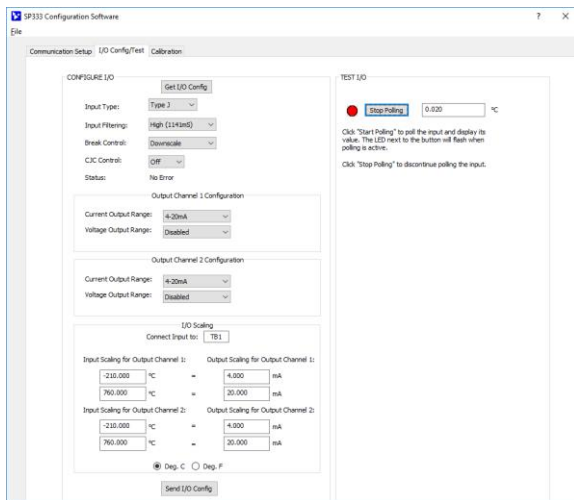 SP333 Configuration Software ? ×
File
Communication Setup I/O Config/Test Calibration
CONFIGURE I/O
Get I/O Config
Input Type: Type J
Input Filtering: High (1141mS)
Break Control: Downscale
CJC Control: Off
Status: No Error
Output Channel 1 Configuration
Current Output Range: 4-20mA
Voltage Output Range: Disabled
Output Channel 2 Configuration
Current Output Range: 4-20mA
Voltage Output Range: Disabled
I/O Scaling
Connect Input to: TB1
Input Scaling for Output Channel 1: Output Scaling for Output Channel 1:
-210.000 °C = 4.000 mA
760.000 °C = 20.000 mA
Input Scaling for Output Channel 2: Output Scaling for Output Channel 2:
-210.000 °C = 4.000 mA
760.000 °C = 20.000 mA
Deg. C Deg. F
Send I/O Config
TEST I/O
Stop Polling 0.020 °C
Click "Start Polling" to poll the input and display its
value. The LED next to the button will flash when
polling is active.
Click "Stop Polling" to discontinue polling the input.